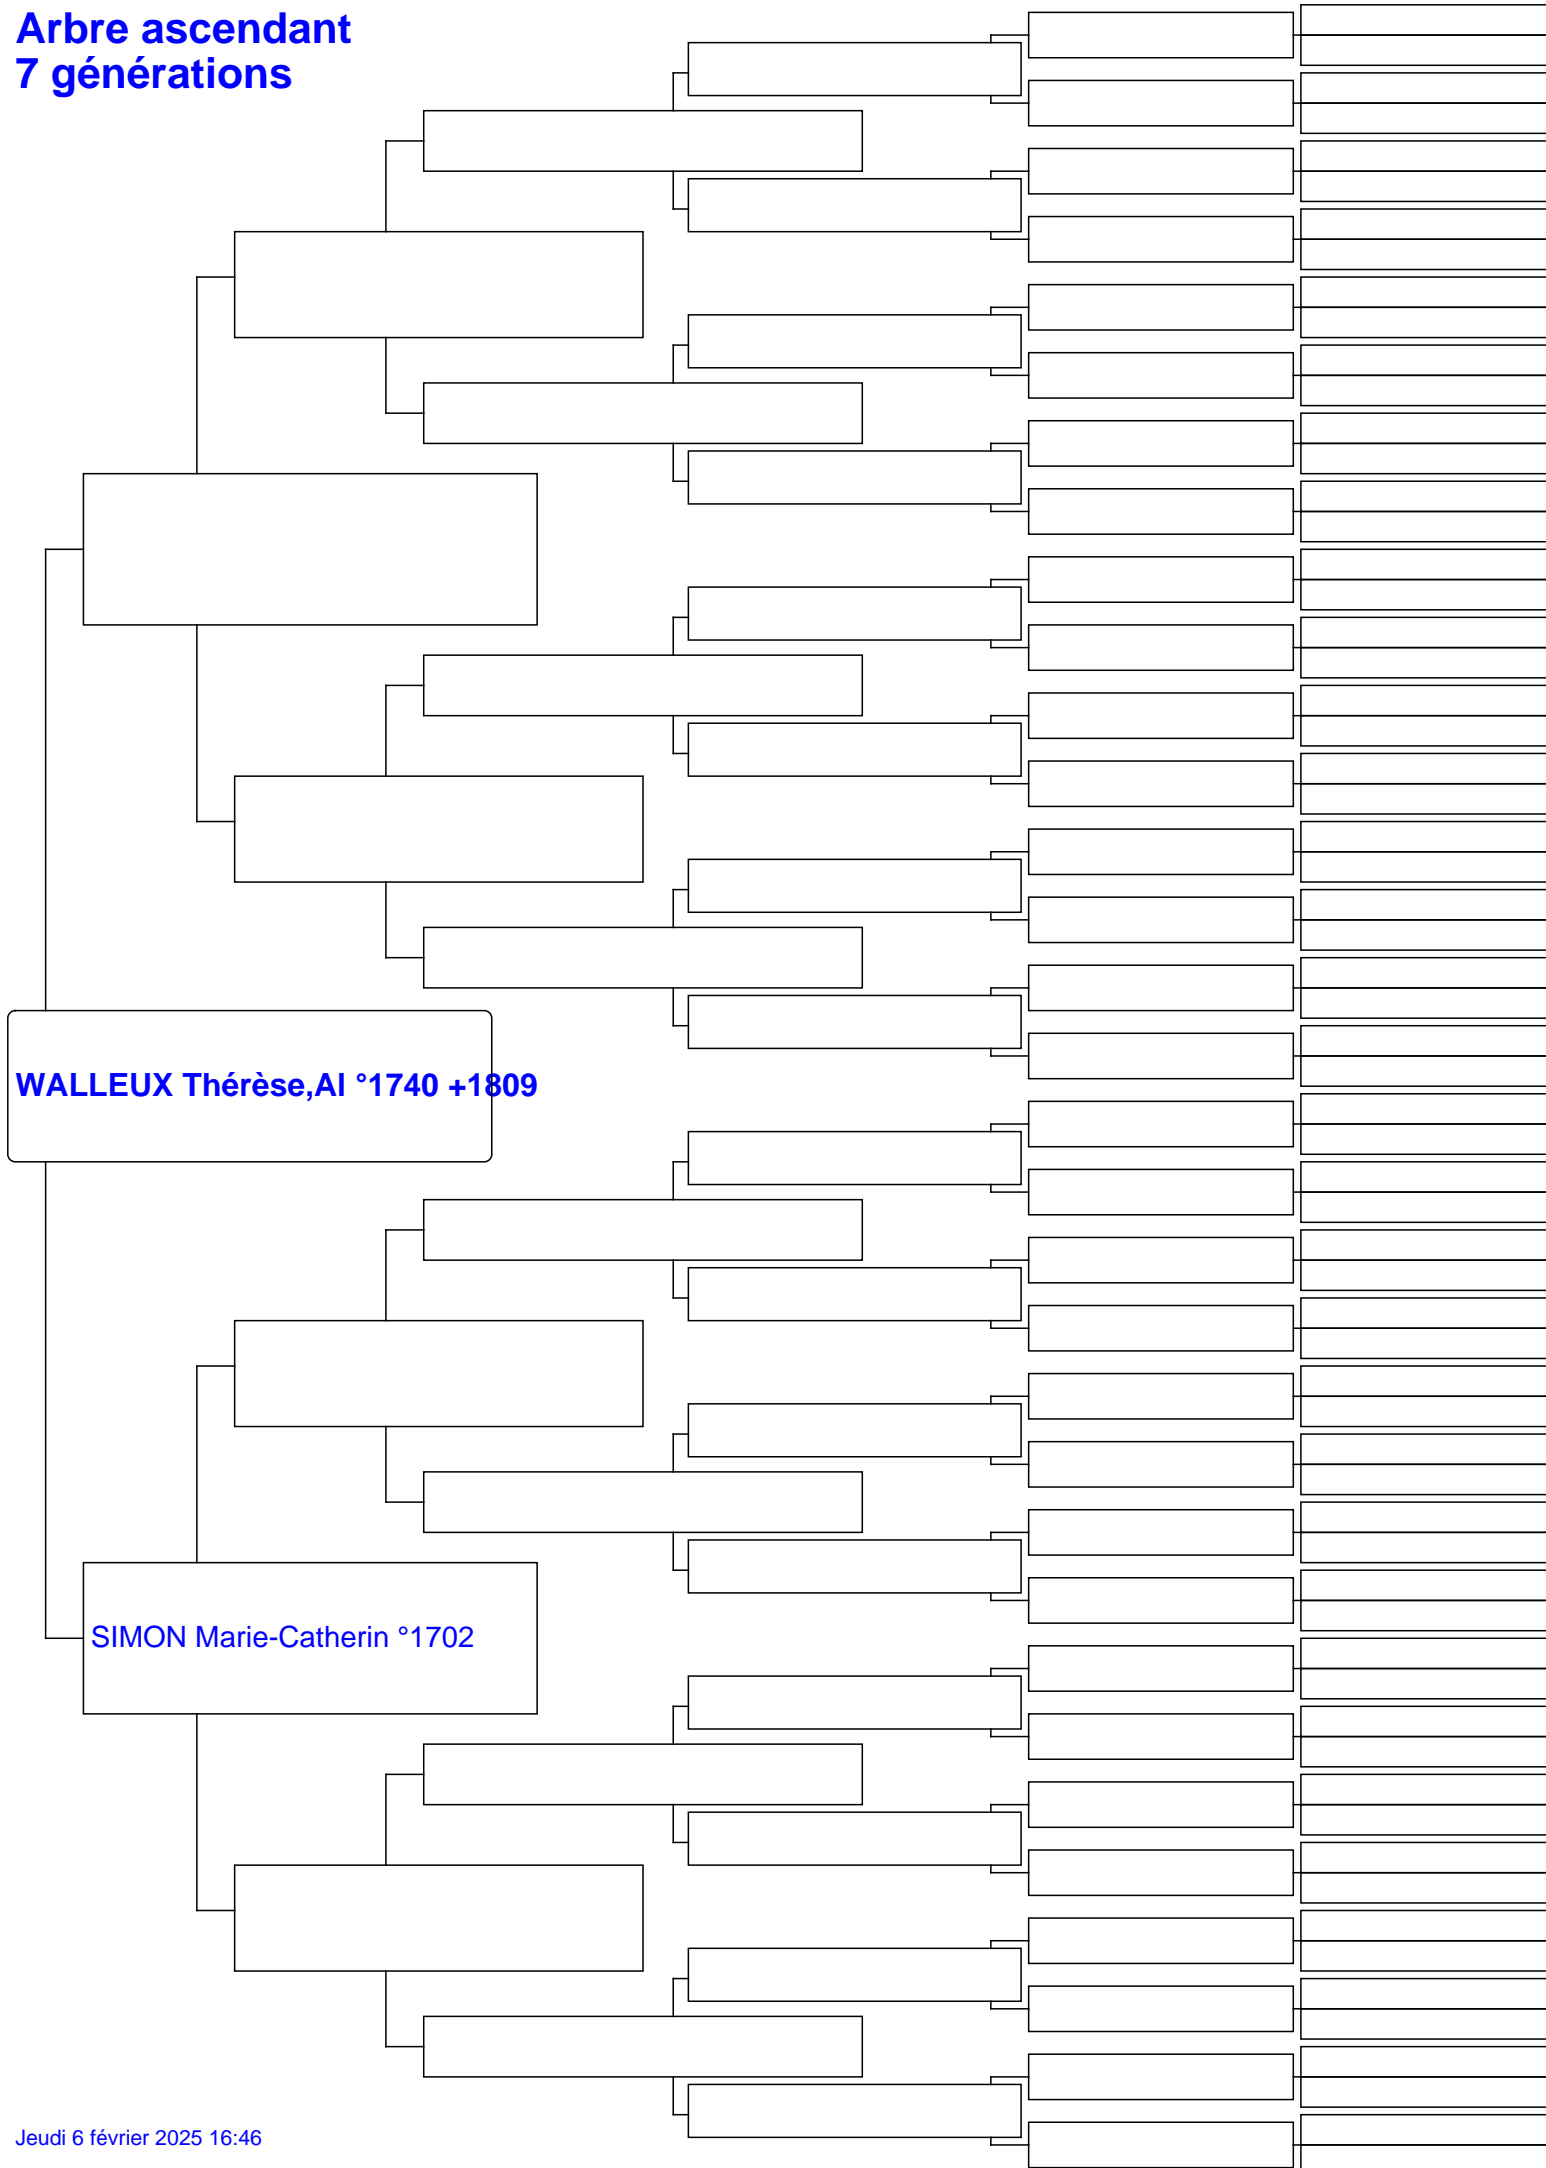 Arbre ascendant
7 générations
WALLEUX Thérèse,Al °1740 +1809
SIMON Marie-Catherin °1702
Jeudi 6 février 2025 16:46